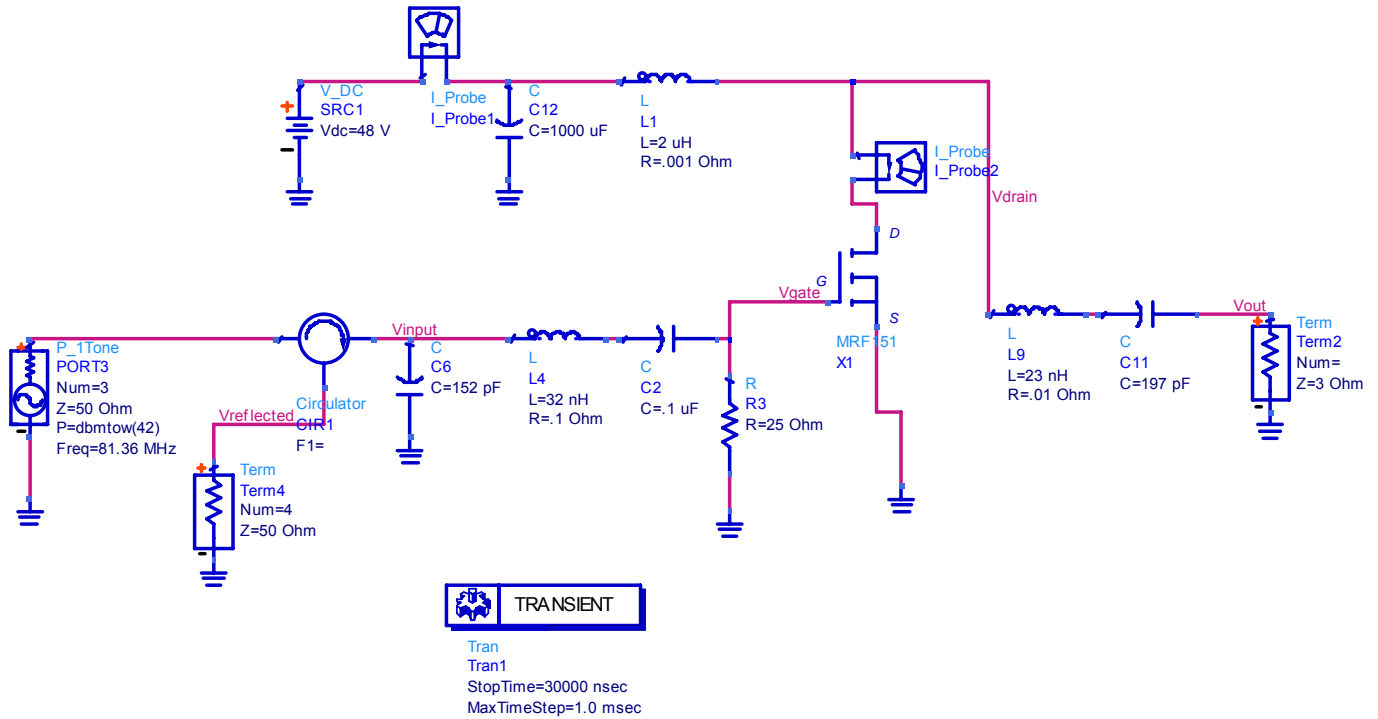 V_DC
SRC1
Vdc=48 V
I_Probe
I_Probe1
C
C12
C=1000 uF
L
L1
L=2 uH
R=.001 Ohm
I_Probe
I_Probe2
Vdrain
D
G
S
Vgate
MRF151
X1
P_1Tone
PORT3
Num=3
Z=50 Ohm
P=dbmtow(42)
Freq=81.36 MHz
Vreflected
Circulator
CIR1
F1=
Term
Term4
Num=4
Z=50 Ohm
Vinput
C
C6
C=152 pF
L
L4
L=32 nH
R=.1 Ohm
C
C2
C=.1 uF
R
R3
R=25 Ohm
L
L9
L=23 nH
R=.01 Ohm
C
C11
C=197 pF
Vout
Term
Term2
Num=
Z=3 Ohm
TRANSIENT
Tran
Tran1
StopTime=30000 nsec
MaxTimeStep=1.0 msec